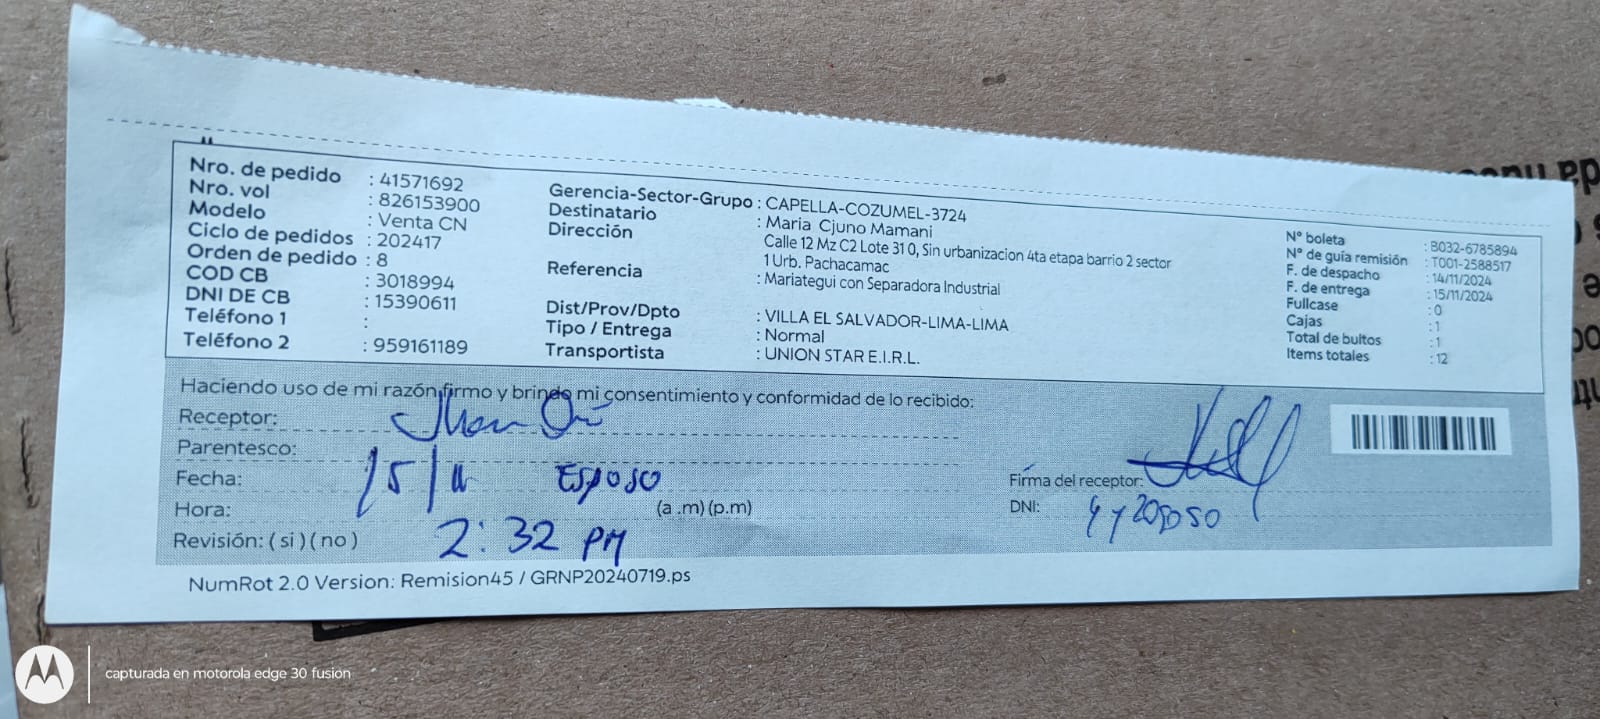 Nro. de pedido : 41571692
Nro. vol : 826153900
Modelo : Venta CN
Ciclo de pedidos : 202417
Orden de pedido : 8
COD CB : 3018994
DNI DE CB : 15390611
Teléfono 1 :
Teléfono 2 : 959161189
Gerencia-Sector-Grupo : CAPELLA-COZUMEL-3724
Destinatario : Maria Cjuno Mamani
Dirección Calle 12 Mz C2 Lote 31 0, Sin urbanizacion 4ta etapa barrio 2 sector
1 Urb. Pachacamac
Referencia : Mariategui con Separadora Industrial
Dist/Prov/Dpto : VILLA EL SALVADOR-LIMA-LIMA
Tipo / Entrega : Normal
Transportista : UNION STAR E.I.R.L.
N° boleta : B032-6785894
N° de guía remisión : T001-2588517
F. de despacho : 14/11/2024
F. de entrega : 15/11/2024
Fullcase : 0
Cajas : 1
Total de bultos : 1
Items totales : 12
Haciendo uso de mi razón firmo y brindo mi consentimiento y conformidad de lo recibido:
Receptor: Jhon
Parentesco:
Fecha: 15/11 Esposo
Hora: (a .m) (p.m)
Revisión: ( si ) ( no ) 2:32 PM
Firma del receptor:
DNI:
NumRot 2.0 Version: Remision45 / GRNP20240719.ps
capturada en motorola edge 30 fusion